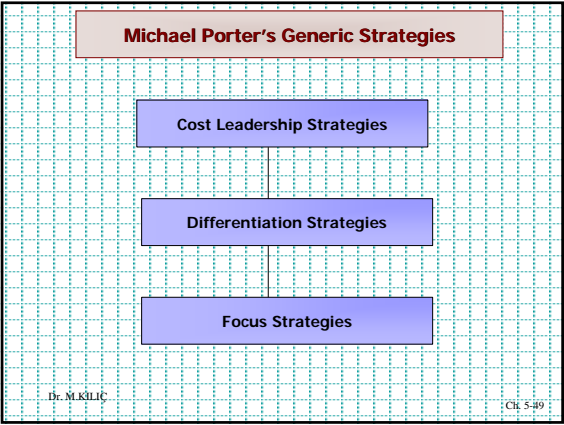 Michael Porter's Generic Strategies
Cost Leadership Strategies
Differentiation Strategies
Focus Strategies
Dr. M.KILIÇ
Ch. 5-49